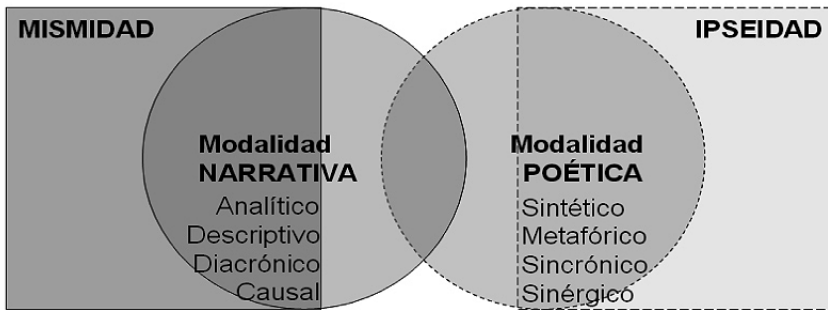 MISMIDAD
IPSEIDAD
Modalidad
NARRATIVA
Analítico
Descriptivo
Diacrónico
Causal
Modalidad
POÉTICA
Sintético
Metafórico
Sincrónico
Sinérgico